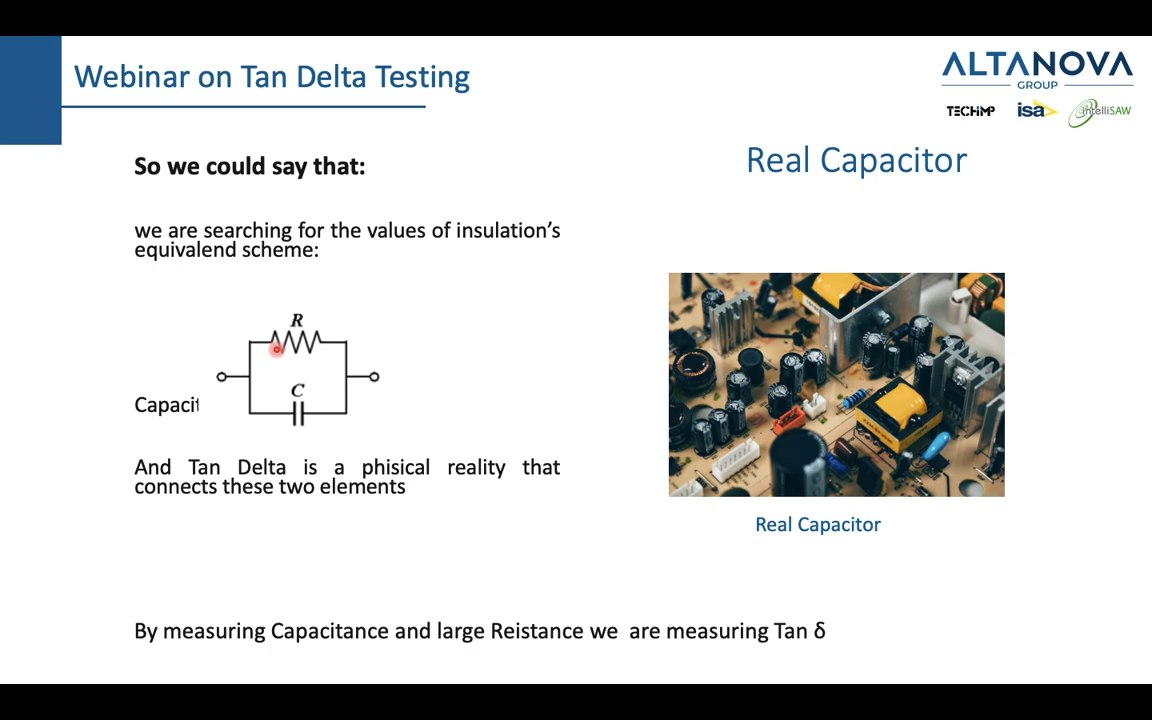 Webinar on Tan Delta Testing
ALTANOVA
GROUP
TECHIMP
isa
intelliSAW
So we could say that:
Real Capacitor
we are searching for the values of insulation’s
equivalend scheme:
R
C
Capacit
And Tan Delta is a phisical reality that
connects these two elements
Real Capacitor
By measuring Capacitance and large Reistance we are measuring Tan δ